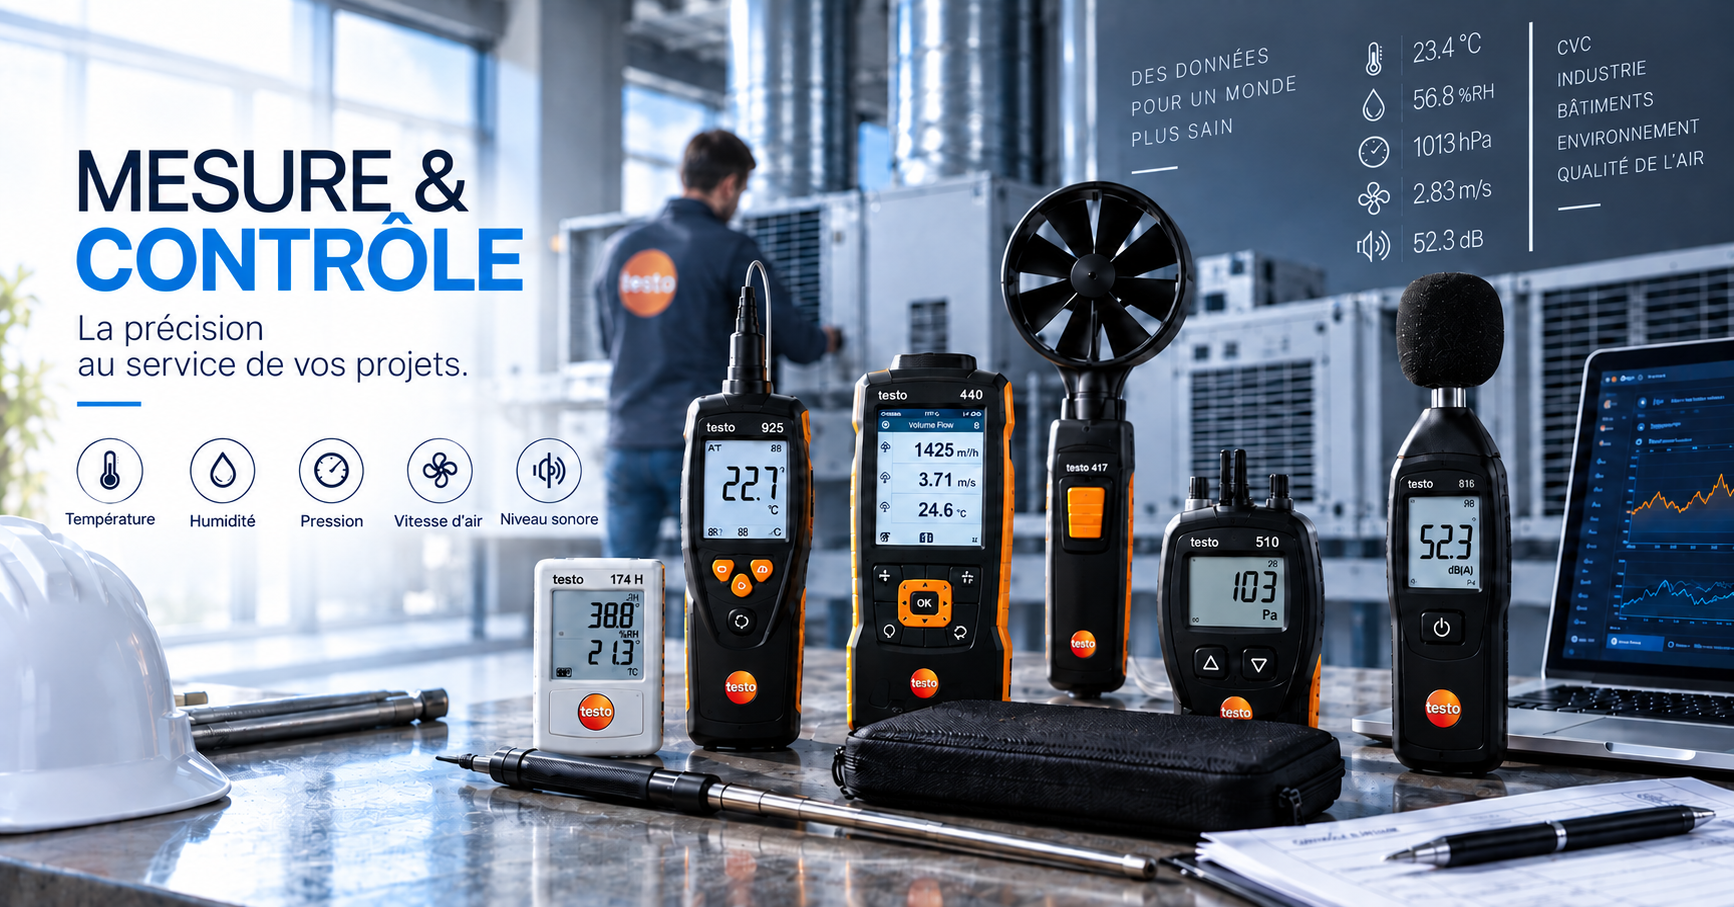 MESURE &
CONTRÔLE
La précision
au service de vos projets.
Température
Humidité
Pression
Vitesse d'air
Niveau sonore
DES DONNÉES
POUR UN MONDE
PLUS SAIN
23.4 °C
56.8 %RH
1013 hPa
2.83 m/s
52.3 dB
CVC
INDUSTRIE
BÂTIMENTS
ENVIRONNEMENT
QUALITÉ DE L'AIR
testo
testo 174 H
38.8
%RH
21.3
testo
testo 925
22.7
°C
testo
testo 440
Volume Flow
1425 m/h
3.71 m/s
24.6 °C
OK
testo
testo 417
testo
testo 510
103
Pa
testo
testo 816
52.3
dB(A)
testo